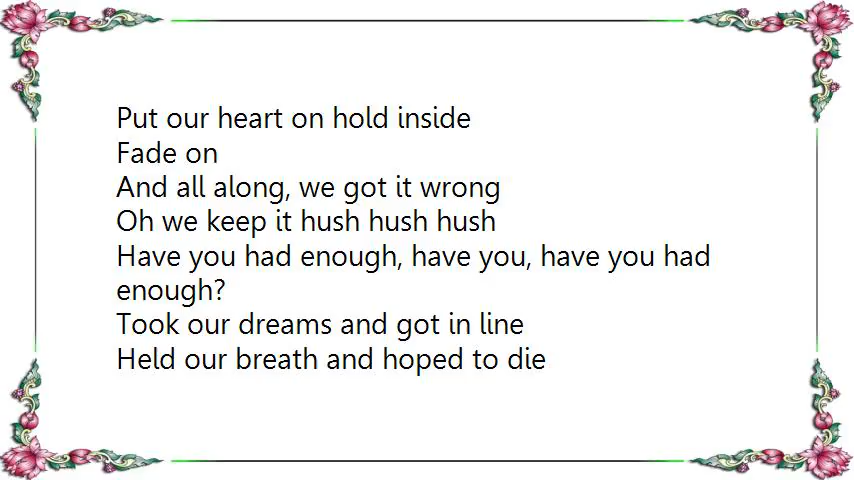 Put our heart on hold inside
Fade on
And all along, we got it wrong
Oh we keep it hush hush hush
Have you had enough, have you, have you had
enough?
Took our dreams and got in line
Held our breath and hoped to die